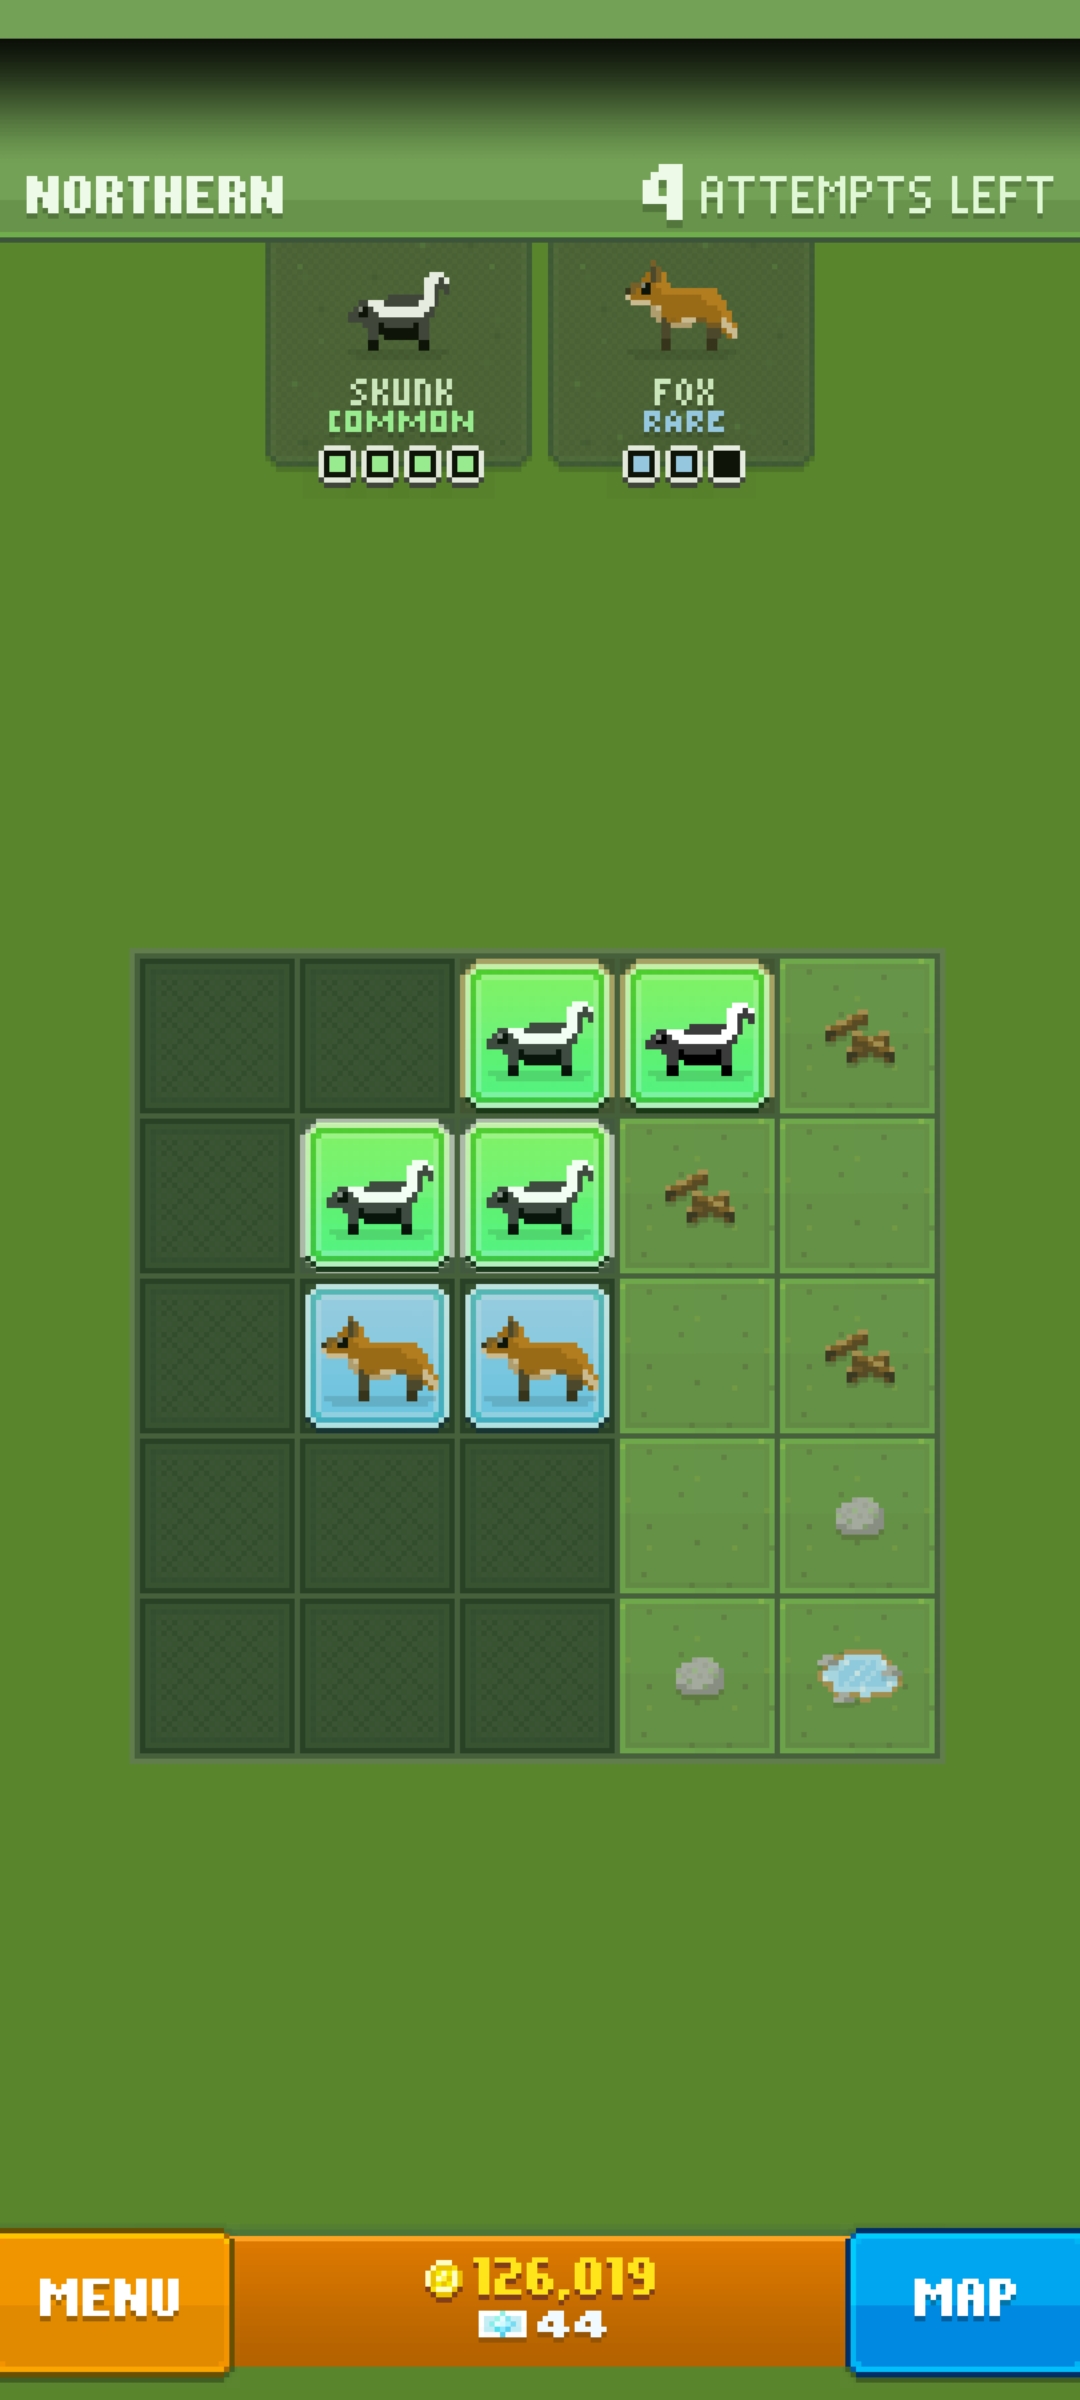 NORTHERN
4 ATTEMPTS LEFT
SKUNK
COMMON
FOX
RARE
MENU
126,019
44
MAP